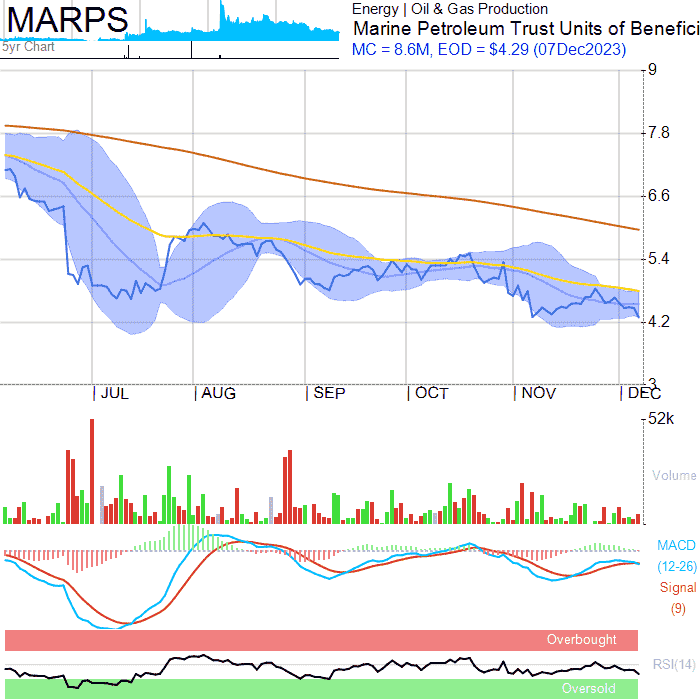 MARPS
5yr Chart
Energy | Oil & Gas Production
Marine Petroleum Trust Units of Benefici
MC = 8.6M, EOD = $4.29 (07Dec2023)
9
7.8
6.6
5.4
4.2
3
JUL AUG SEP OCT NOV DEC
52k
Volume
MACD
(12-26)
Signal
(9)
Overbought
RSI(14)
Oversold